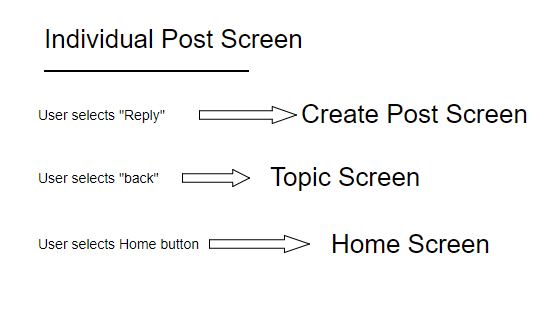 Individual Post Screen
User selects "Reply"
Create Post Screen
User selects "back"
Topic Screen
User selects Home button
Home Screen